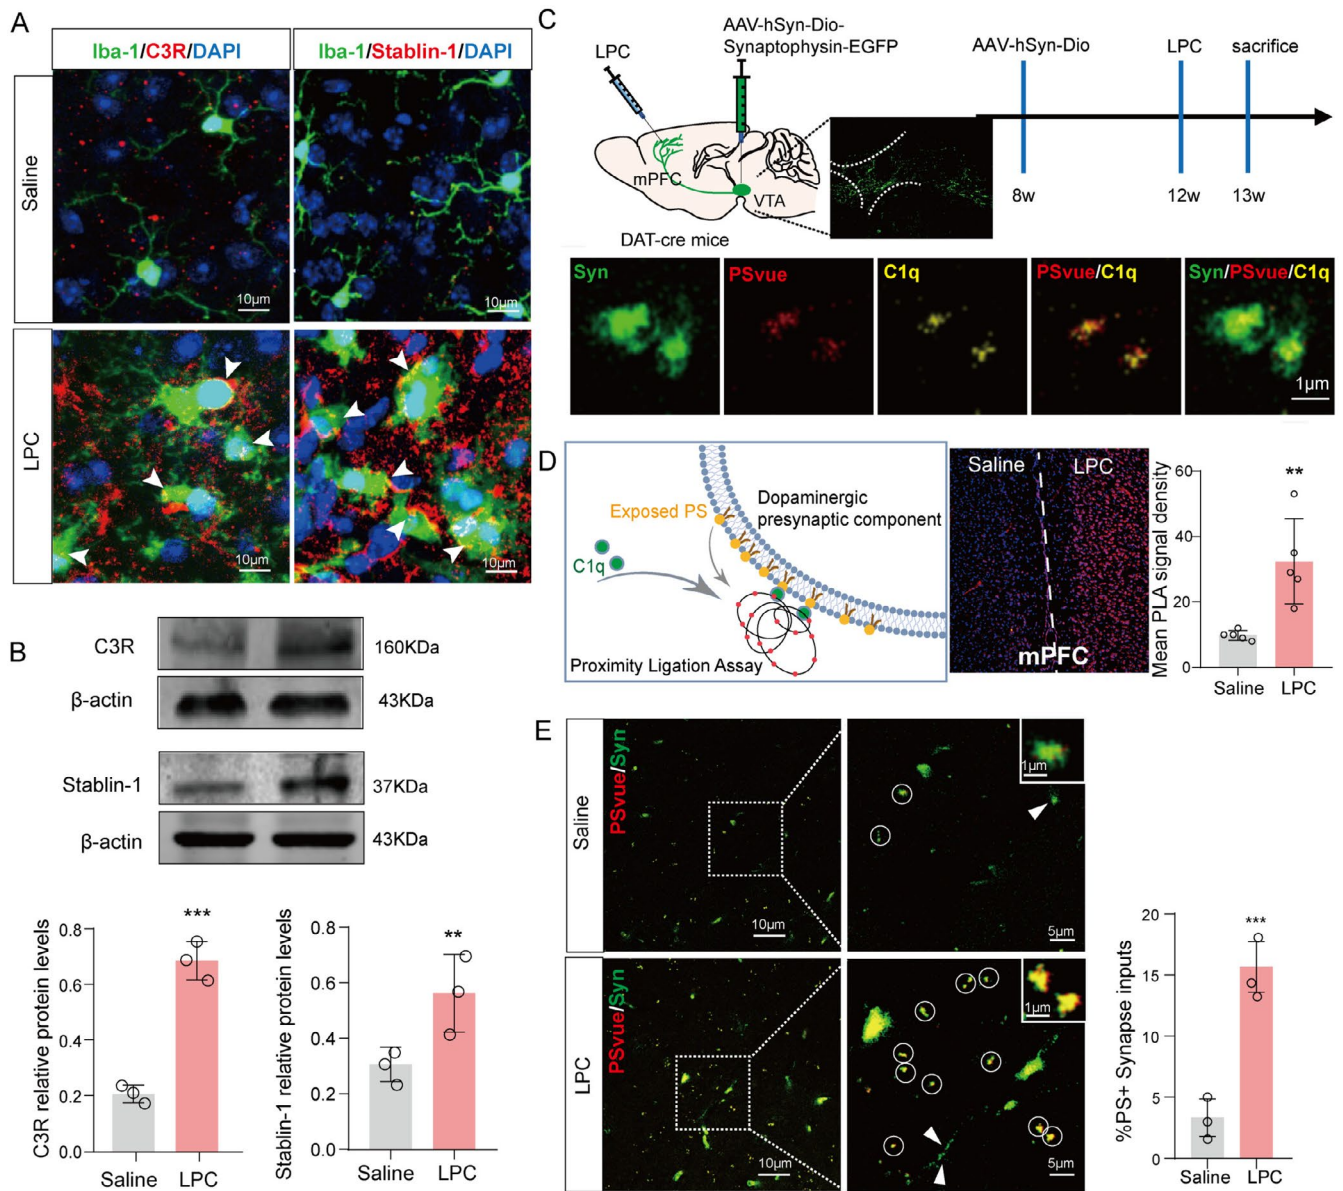 A
Iba-1/C3R/DAPI
Iba-1/Stablin-1/DAPI
Saline
10μm
10μm
LPC
10μm
10μm
B
C3R
160KDa
β-actin
43KDa
Stablin-1
37KDa
β-actin
43KDa
C3R relative protein levels
0.8
0.6
0.4
0.2
0.0
***
Saline
LPC
Stablin-1 relative protein levels
0.8
0.6
0.4
0.2
0.0
**
Saline
LPC
C
LPC
AAV-hSyn-Dio-
Synaptophysin-EGFP
mPFC
VTA
DAT-cre mice
AAV-hSyn-Dio
LPC
sacrifice
8w
12w
13w
Syn
PSvue
C1q
PSvue/C1q
Syn/PSvue/C1q
1μm
D
Exposed PS
Dopaminergic
presynaptic component
C1q
Proximity Ligation Assay
Saline
LPC
mPFC
Mean PLA signal density
60
40
20
0
**
Saline
LPC
E
Saline
PSvue/Syn
10μm
1μm
5μm
LPC
PSvue/Syn
10μm
1μm
5μm
%PS+ Synapse inputs
20
15
10
5
0
***
Saline
LPC